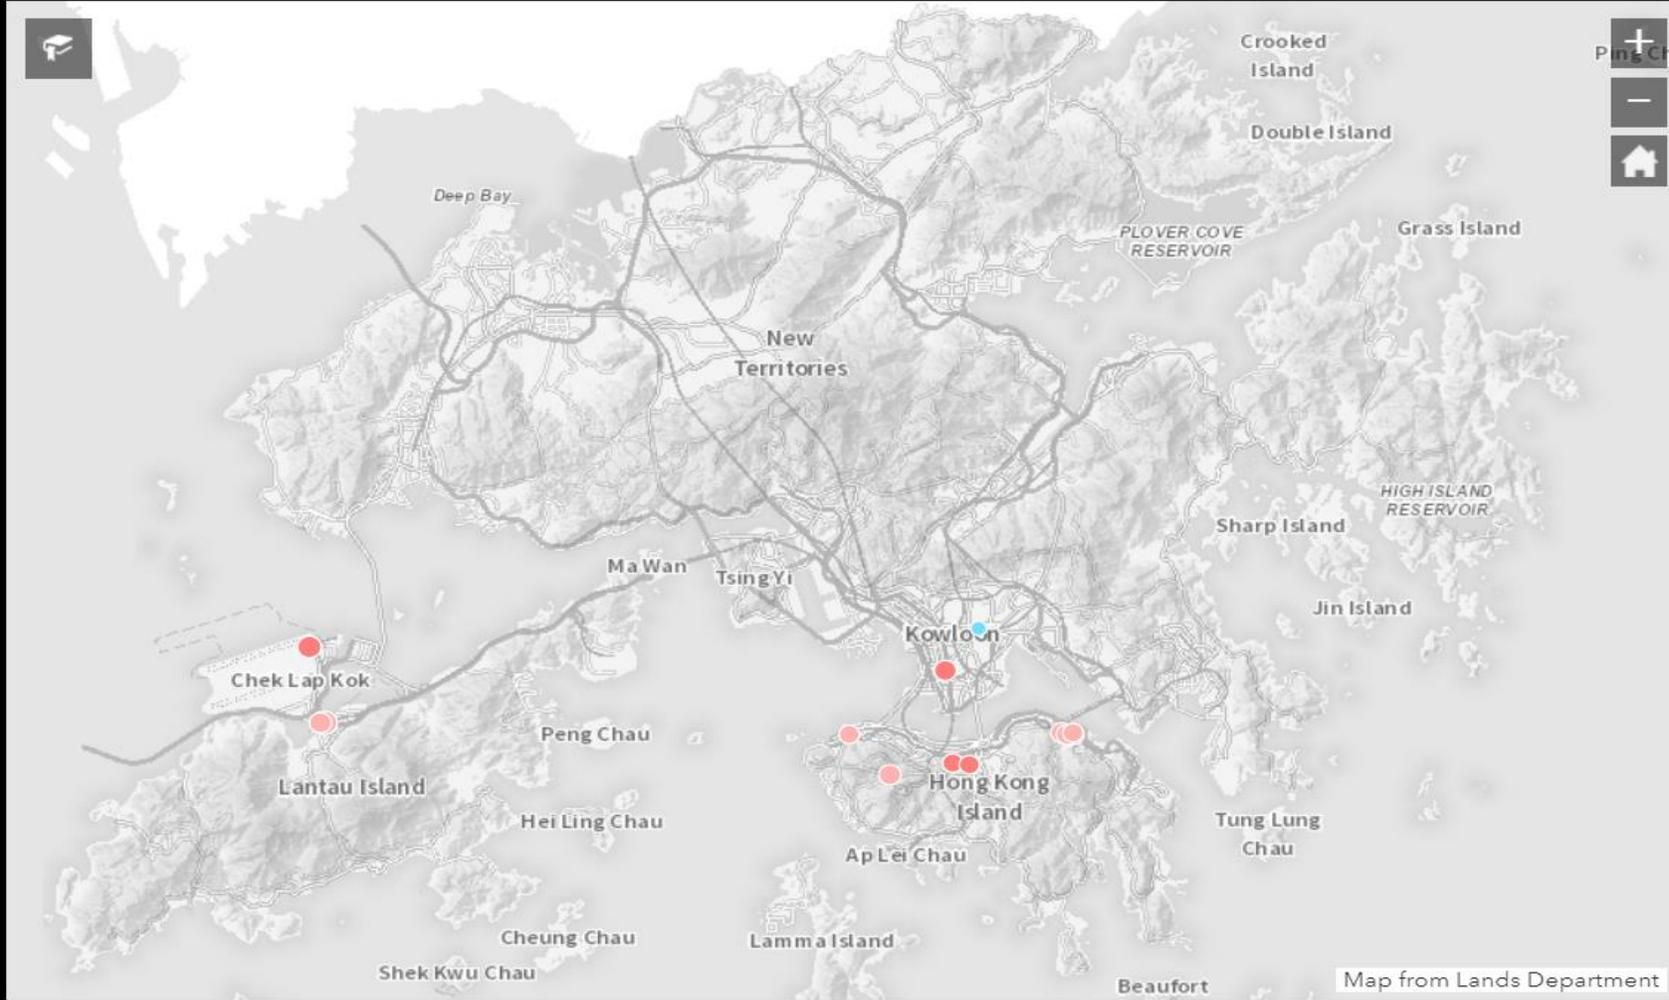 Crooked
Island
Double Island
Deep Bay
Grass Island
PLOVER COVE
RESERVOIR
New
Territories
HIGH ISLAND
RESERVOIR
Sharp Island
Ma Wan
Tsing Yi
Jin Island
Kowloon
Chek Lap Kok
Peng Chau
Lantau Island
Hong Kong
Island
Hei Ling Chau
Tung Lung
Chau
Ap Lei Chau
Cheung Chau
Lamma Island
Shek Kwu Chau
Beaufort
Map from Lands Department